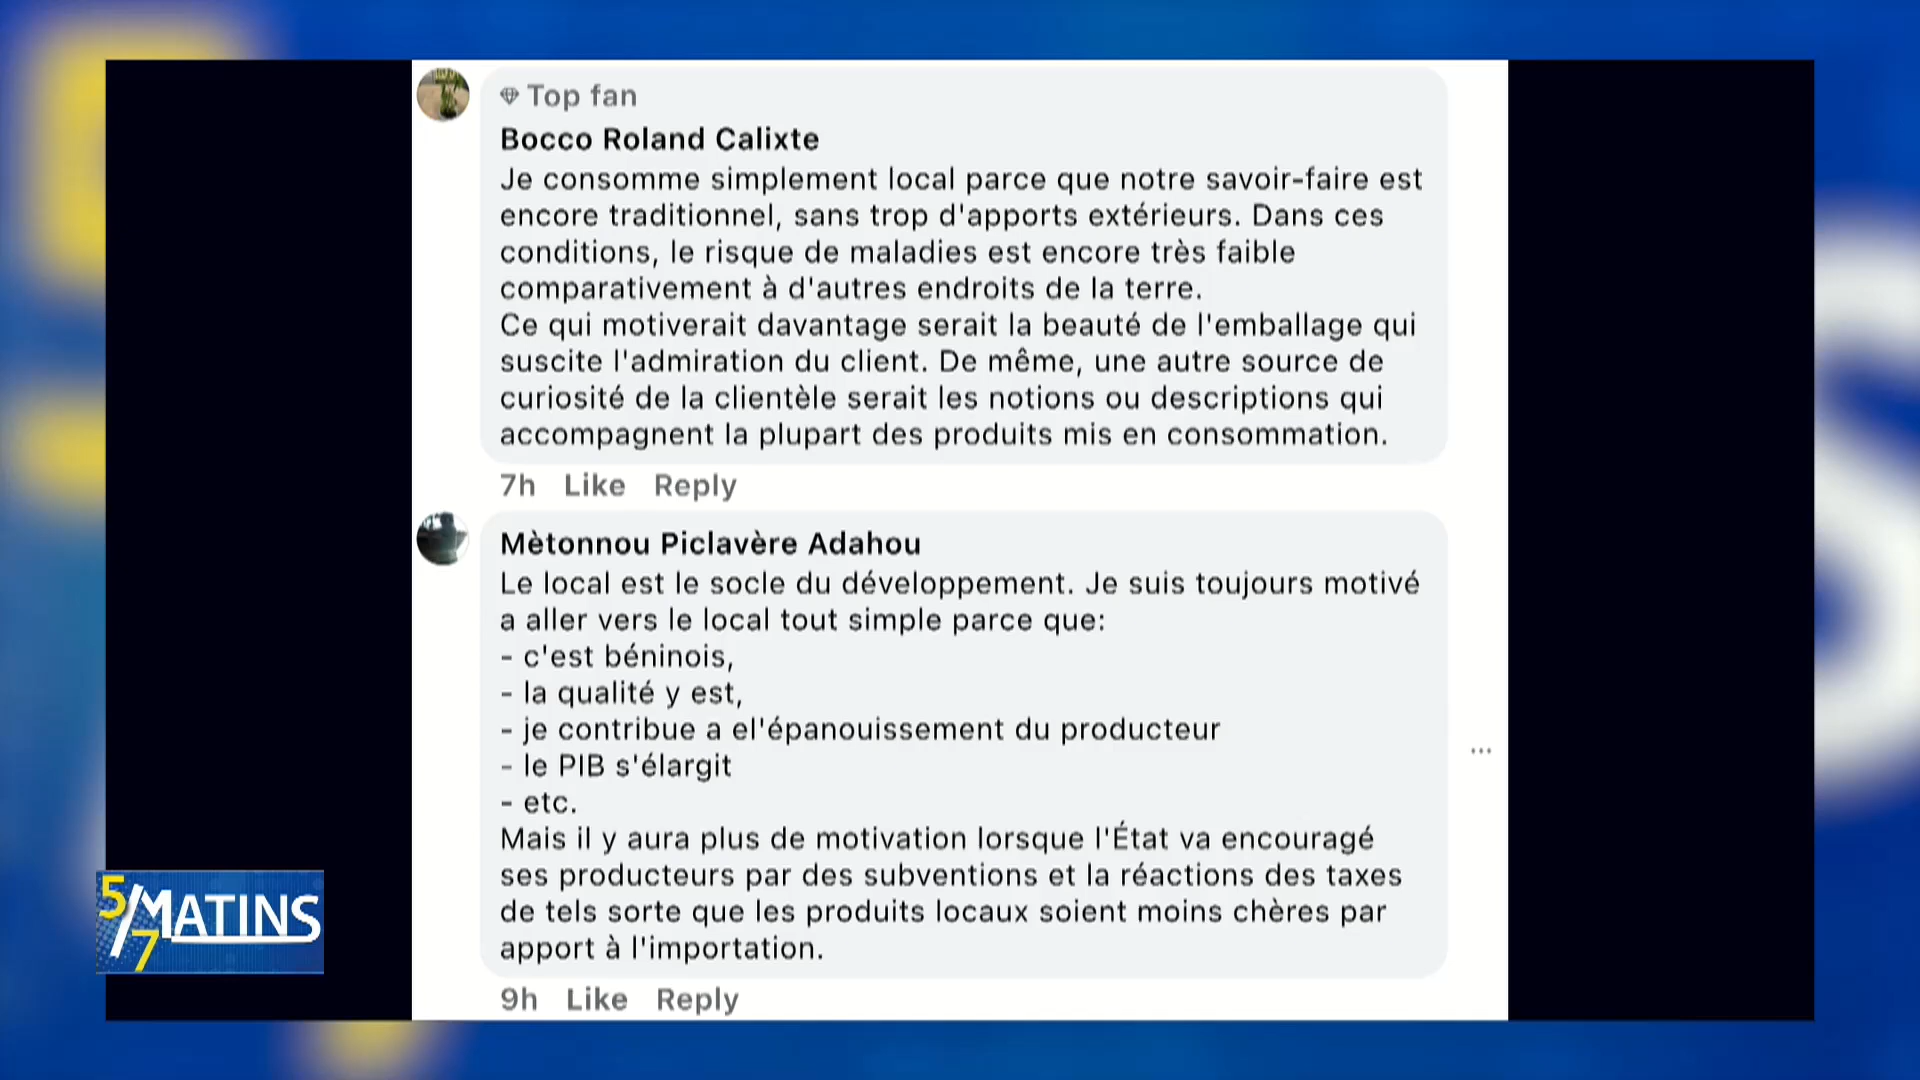 Top fan
Bocco Roland Calixte
Je consomme simplement local parce que notre savoir-faire est
encore traditionnel, sans trop d'apports extérieurs. Dans ces
conditions, le risque de maladies est encore très faible
comparativement à d'autres endroits de la terre.
Ce qui motiverait davantage serait la beauté de l'emballage qui
suscite l'admiration du client. De même, une autre source de
curiosité de la clientèle serait les notions ou descriptions qui
accompagnent la plupart des produits mis en consommation.
7h Like Reply
Mètonnou Piclavère Adahou
Le local est le socle du développement. Je suis toujours motivé
a aller vers le local tout simple parce que:
- c'est béninois,
- la qualité y est,
- je contribue a el'épanouissement du producteur
- le PIB s'élargit
- etc.
Mais il y aura plus de motivation lorsque l'État va encouragé
ses producteurs par des subventions et la réactions des taxes
de tels sorte que les produits locaux soient moins chères par
apport à l'importation.
9h Like Reply
5/7 MATINS